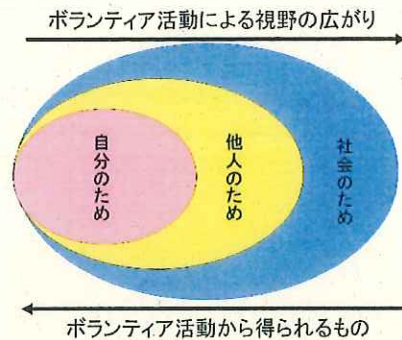 ボランティア活動による視野の広がり
自分のため
他人のため
社会のため
ボランティア活動から得られるもの